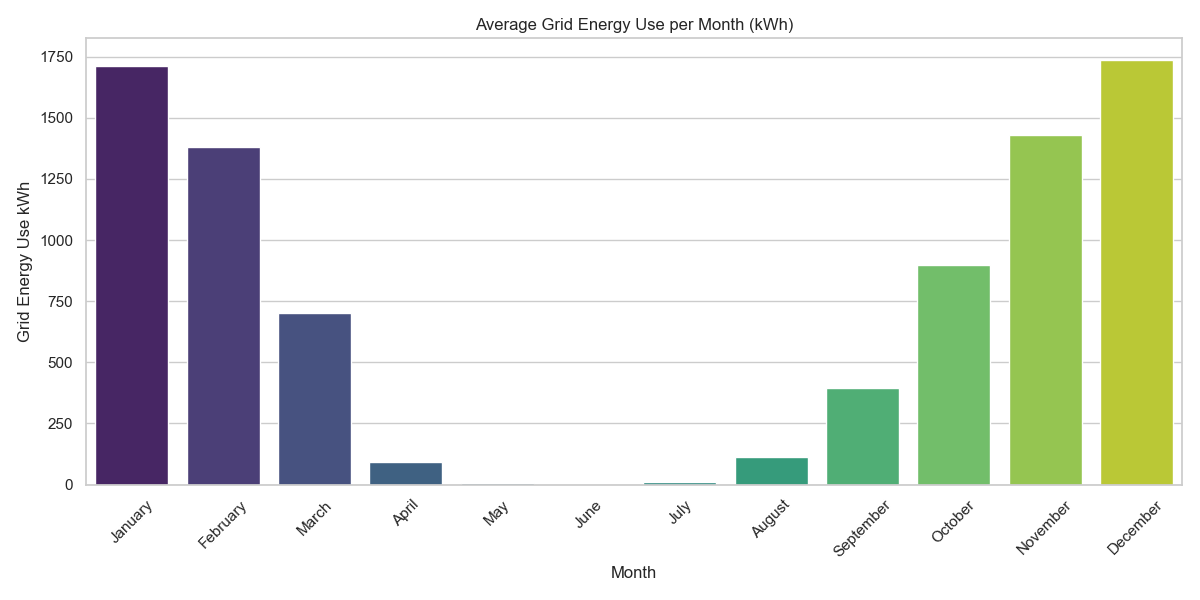 Average Grid Energy Use per Month (kWh)
Grid Energy Use kWh
1750
1500
1250
1000
750
500
250
0
January
February
March
April
May
June
July
August
September
October
November
December
Month